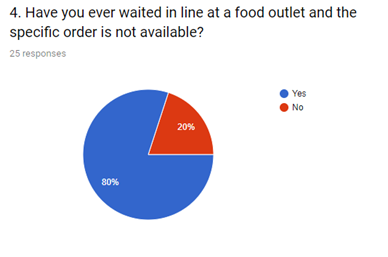 4. Have you ever waited in line at a food outlet and the
specific order is not available?
25 responses
Yes
No
20%
80%